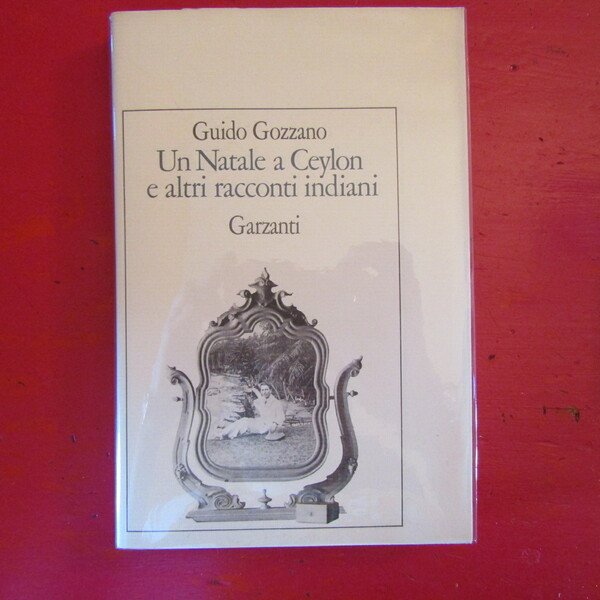 Guido Gozzano
Un Natale a Ceylon
e altri racconti indiani
Garzanti